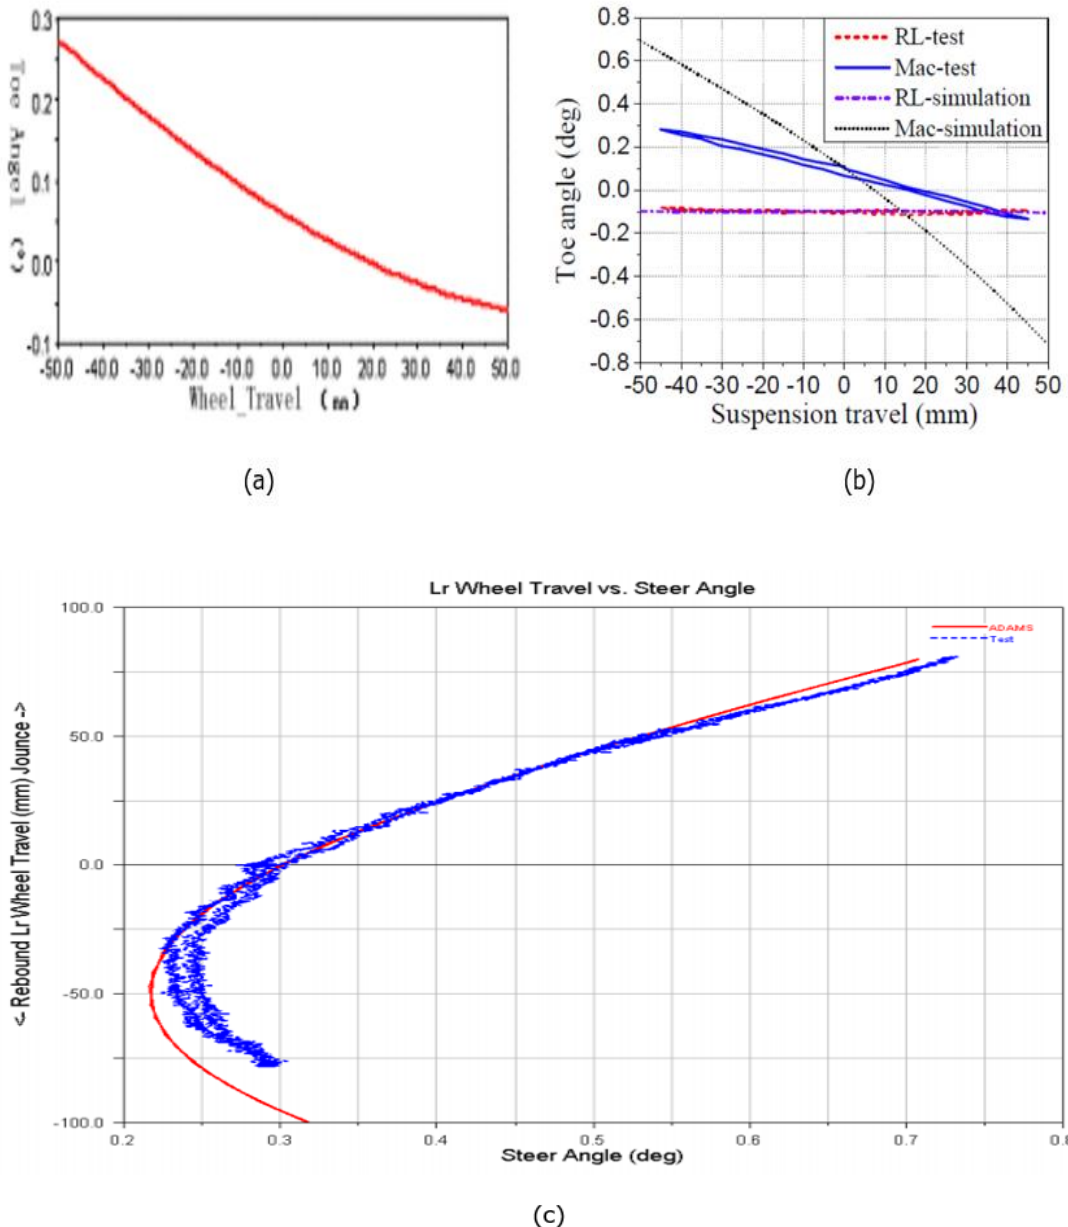 0.3
0.2
0.1
0.0
-0.1
Toe Angel (°)
-50.0 -40.0 -30.0 -20.0 -10.0 0.0 10.0 20.0 30.0 40.0 50.0
Wheel_Travel (m)
(a)
0.8
0.6
0.4
0.2
0.0
-0.2
-0.4
-0.6
-0.8
Toe angle (deg)
RL-test
Mac-test
RL-simulation
Mac-simulation
-50 -40 -30 -20 -10 0 10 20 30 40 50
Suspension travel (mm)
(b)
Lr Wheel Travel vs. Steer Angle
100.0
50.0
0.0
-50.0
-100.0
<- Rebound Lr Wheel Travel (mm) Jounce ->
ADAMS
Test
0.2 0.3 0.4 0.5 0.6 0.7 0.8
Steer Angle (deg)
(c)